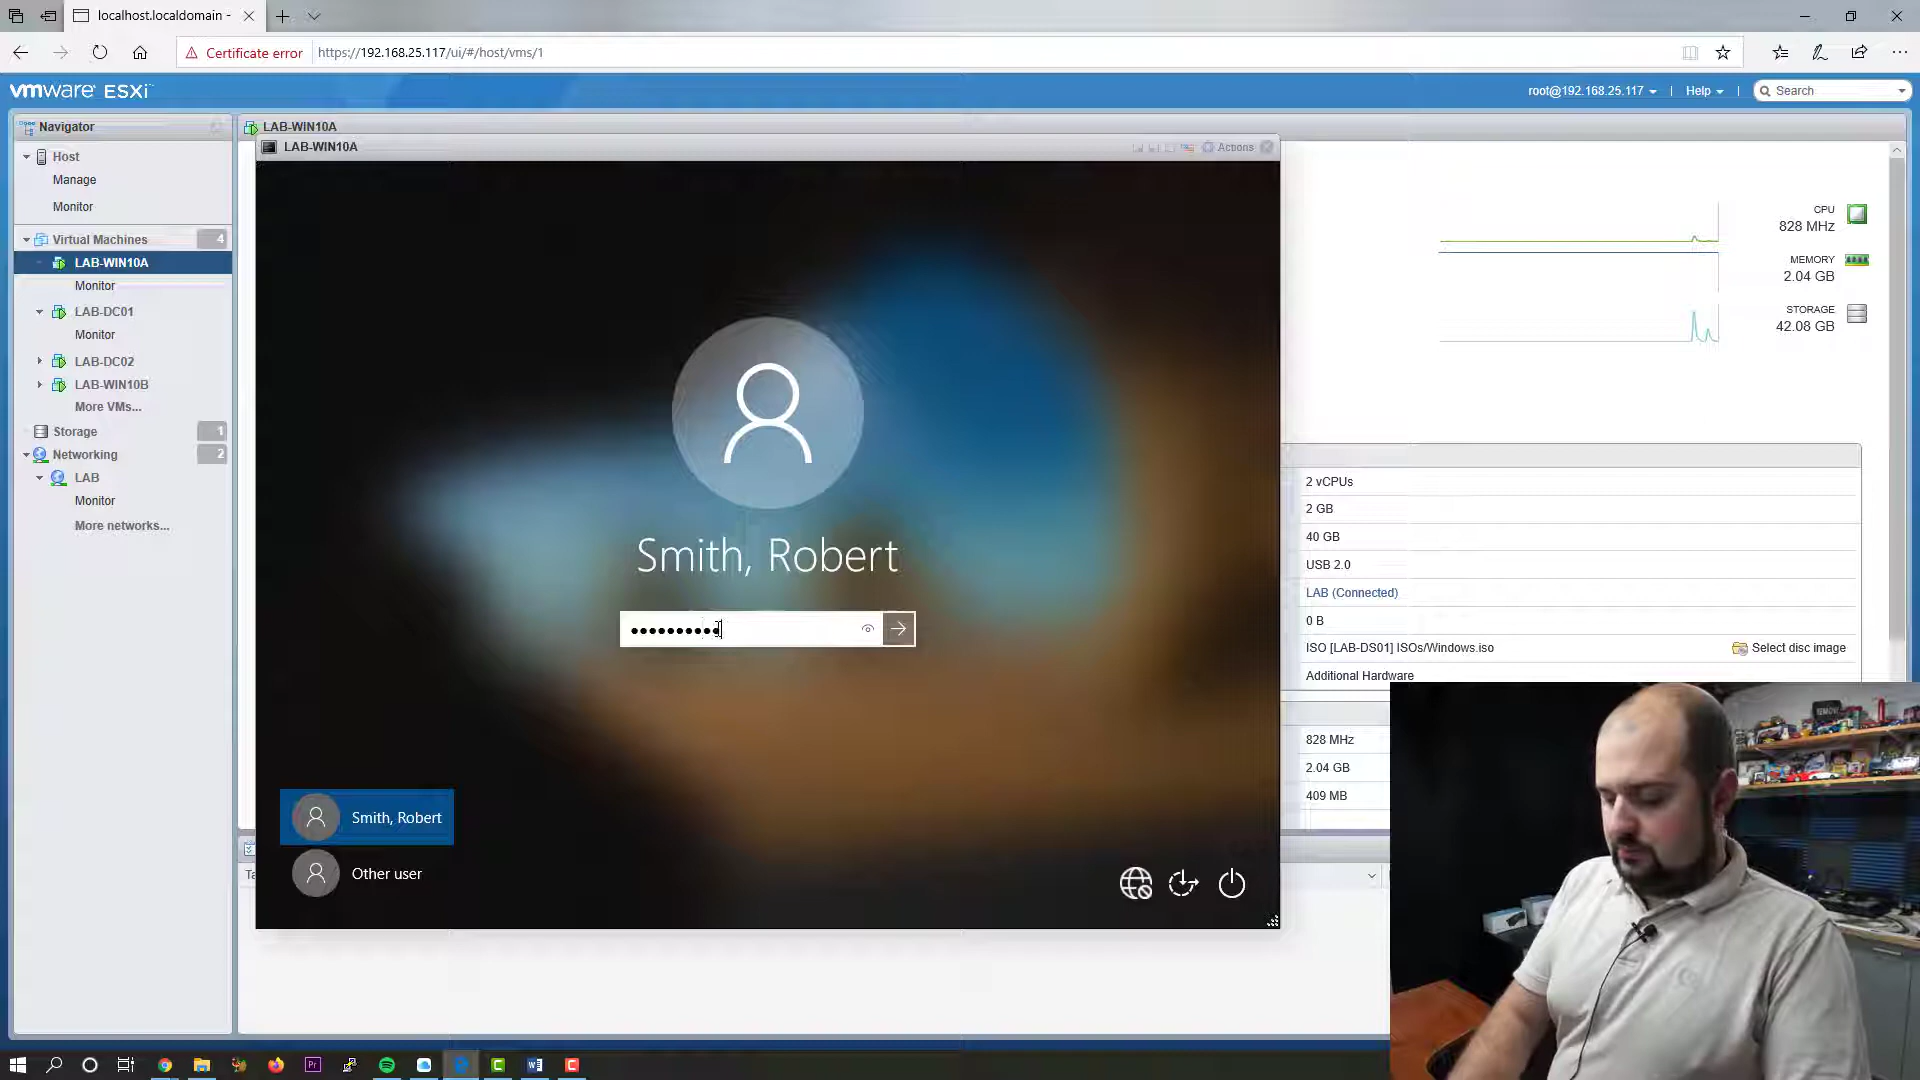 localhost.localdomain -
Certificate error
https://192.168.25.117/ui/#/host/vms/1
vmware ESXi
root@192.168.25.117
Help
Search
Navigator
Host
Manage
Monitor
Virtual Machines
4
LAB-WIN10A
Monitor
LAB-DC01
Monitor
LAB-DC02
LAB-WIN10B
More VMs...
Storage
1
Networking
2
LAB
Monitor
More networks...
LAB-WIN10A
LAB-WIN10A
Actions
Smith, Robert
Smith, Robert
Other user
CPU
828 MHz
MEMORY
2.04 GB
STORAGE
42.08 GB
2 vCPUs
2 GB
40 GB
USB 2.0
LAB (Connected)
0 B
ISO [LAB-DS01] ISOs/Windows.iso
Select disc image
Additional Hardware
828 MHz
2.04 GB
409 MB